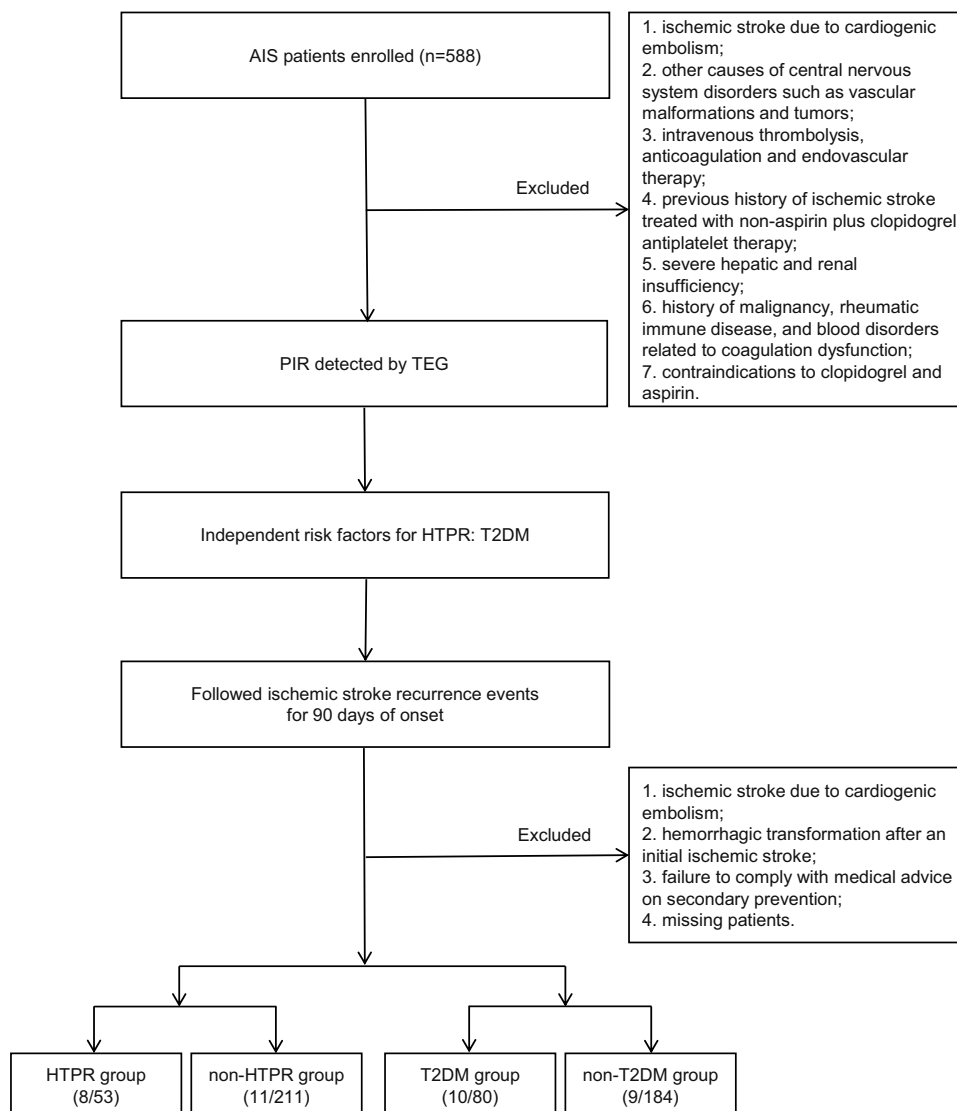 AIS patients enrolled (n=588)
1. ischemic stroke due to cardiogenic
embolism;
2. other causes of central nervous
system disorders such as vascular
malformations and tumors;
3. intravenous thrombolysis,
anticoagulation and endovascular
therapy;
4. previous history of ischemic stroke
treated with non-aspirin plus clopidogrel
antiplatelet therapy;
5. severe hepatic and renal
insufficiency;
6. history of malignancy, rheumatic
immune disease, and blood disorders
related to coagulation dysfunction;
7. contraindications to clopidogrel and
aspirin.
Excluded
PIR detected by TEG
Independent risk factors for HTPR: T2DM
Followed ischemic stroke recurrence events
for 90 days of onset
Excluded
1. ischemic stroke due to cardiogenic
embolism;
2. hemorrhagic transformation after an
initial ischemic stroke;
3. failure to comply with medical advice
on secondary prevention;
4. missing patients.
HTPR group
(8/53)
non-HTPR group
(11/211)
T2DM group
(10/80)
non-T2DM group
(9/184)